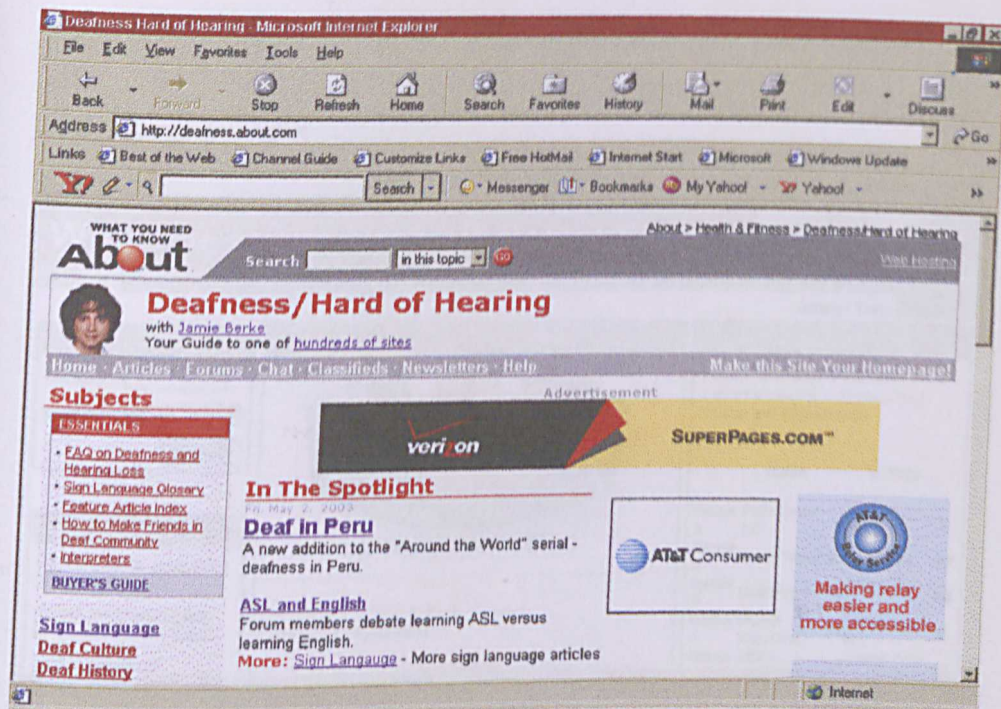 Deafness Hard of Hearing - Microsoft Internet Explorer
File Edit View Favorites Tools Help
Back Forward Stop Refresh Home Search Favorites History Mail Print Edit Discuss
Address http://deafness.about.com Go
Links Best of the Web Channel Guide Customize Links Free HotMail Internet Start Microsoft Windows Update
Y! Search Messenger Bookmarks My Yahoo! Y! Yahoo!
WHAT YOU NEED
TO KNOW
About
About > Health & Fitness > Deafness/Hard of Hearing
Search in this topic GO
Web Hosting
Deafness/Hard of Hearing
with Jamie Berke
Your Guide to one of hundreds of sites
Home · Articles · Forums · Chat · Classifieds · Newsletters · Help Make this Site Your Homepage!
Subjects
ESSENTIALS
· FAQ on Deafness and
Hearing Loss
· Sign Language Glosary
· Feature Article Index
· How to Make Friends in
Deaf Community
· Interpreters
BUYER'S GUIDE
Sign Language
Deaf Culture
Deaf History
Advertisement
verizon
SUPERPAGES.COM℠
In The Spotlight
Fri, May 2, 2003
Deaf in Peru
A new addition to the "Around the World" serial -
deafness in Peru.
ASL and English
Forum members debate learning ASL versus
learning English.
More: Sign Langauge - More sign language articles
AT&T Consumer
AT&T
Relay Service
Making relay
easier and
more accessible
Internet